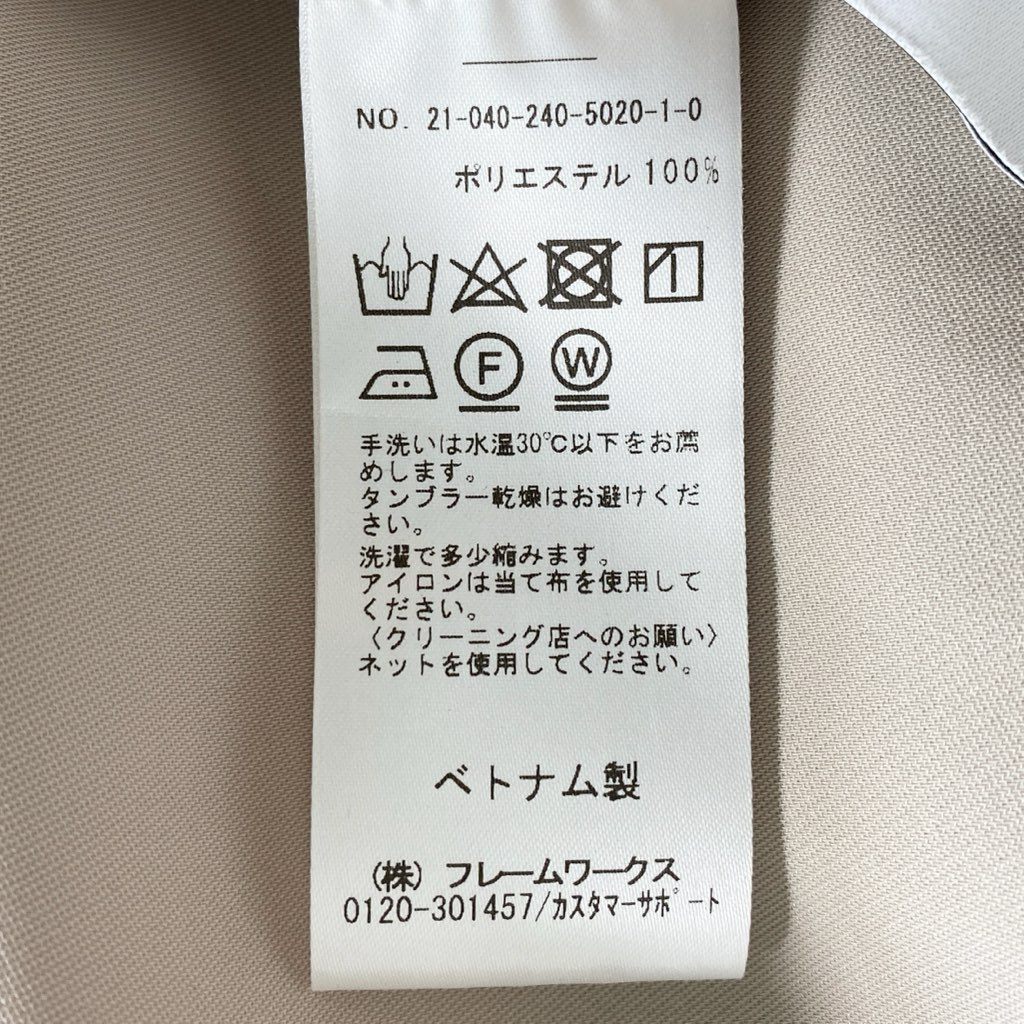 NO. 21-040-240-5020-1-0
ポリエステル 100%
F W
手洗いは水温30℃以下をお薦
めします。
タンブラー乾燥はお避けくだ
さい。
洗濯で多少縮みます。
アイロンは当て布を使用して
ください。
〈クリーニング店へのお願い〉
ネットを使用してください。
ベトナム製
(株) フレームワークス
0120-301457/カスタマーサポート